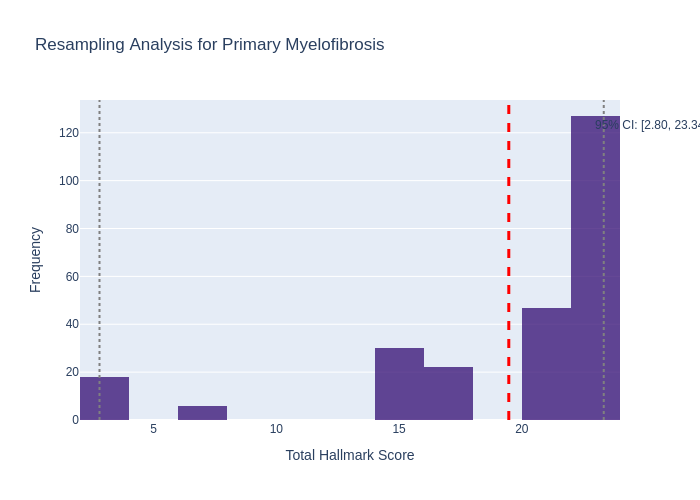 Resampling Analysis for Primary Myelofibrosis
95% CI: [2.80, 23.34
120
100
80
60
40
20
0
Frequency
5
10
15
20
Total Hallmark Score